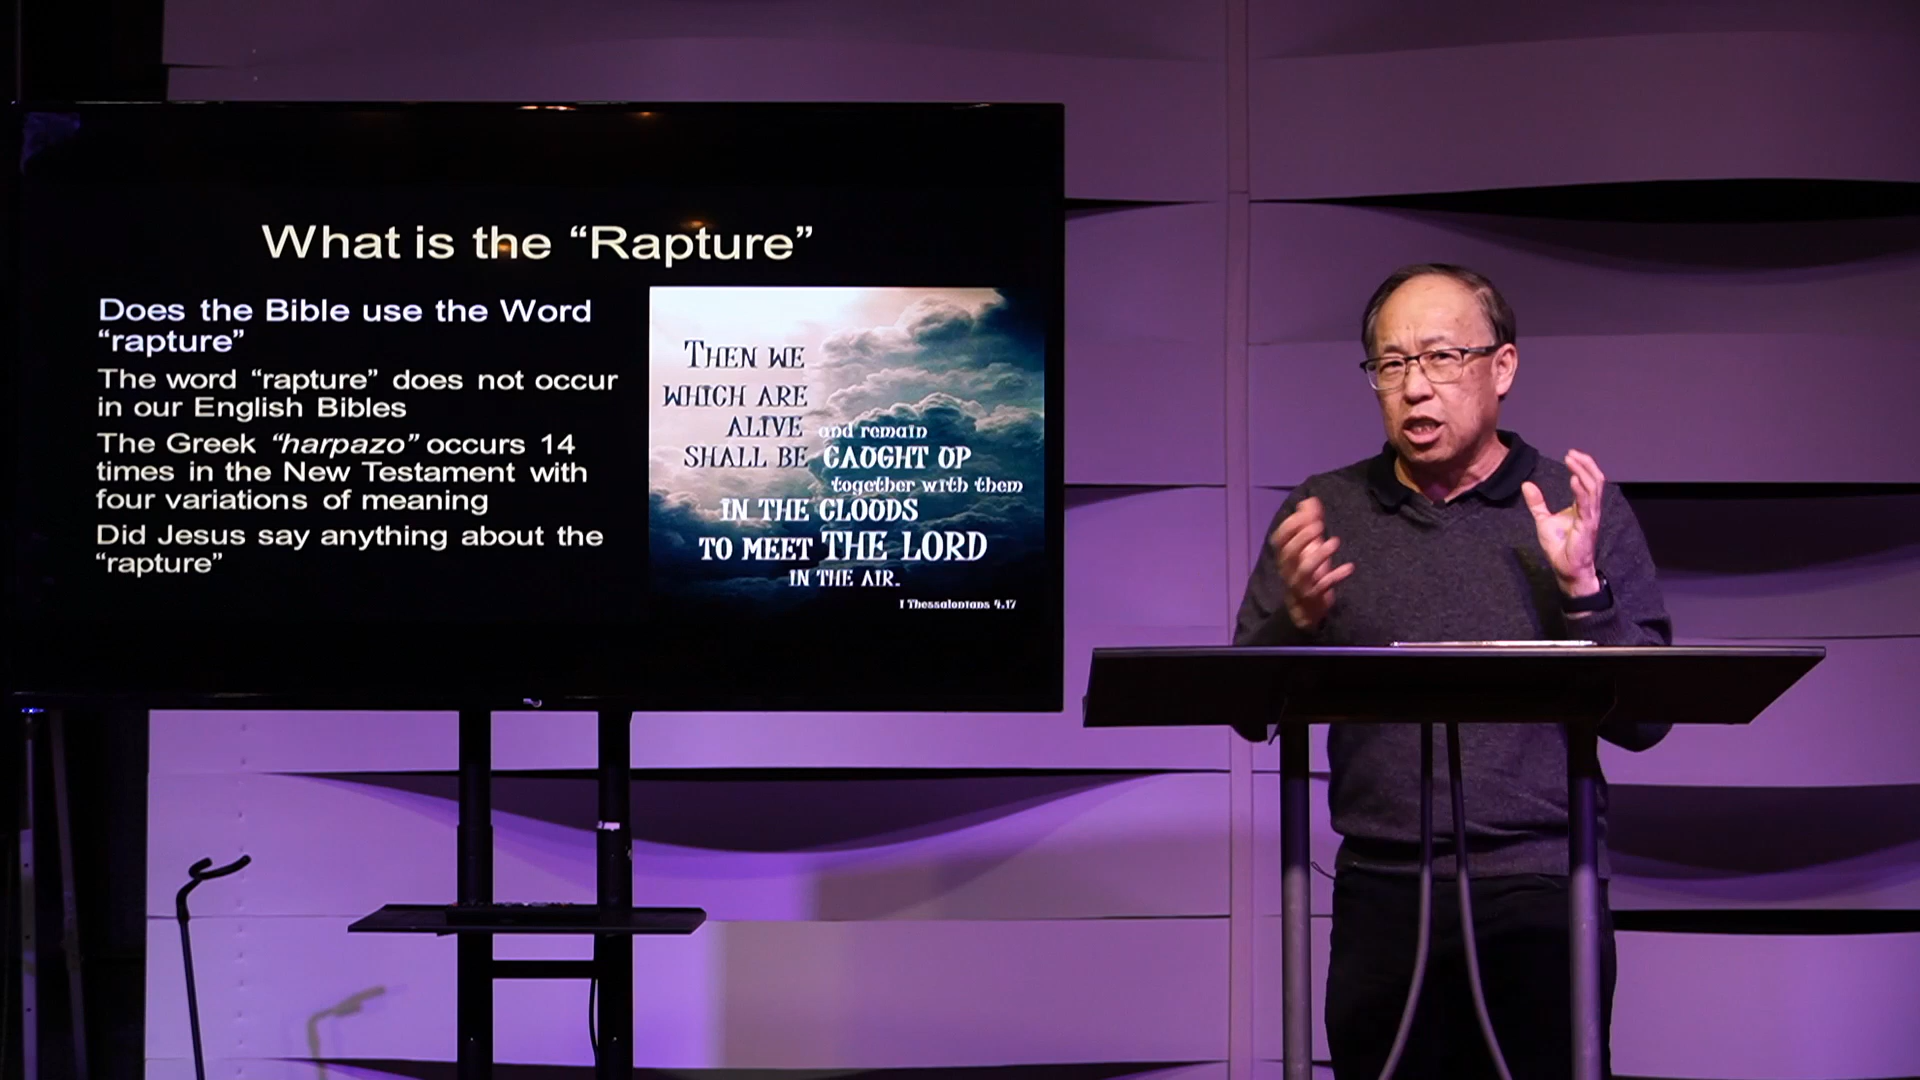 What is the “Rapture”
Does the Bible use the Word
“rapture”
The word “rapture” does not occur
in our English Bibles
The Greek “harpazo” occurs 14
times in the New Testament with
four variations of meaning
Did Jesus say anything about the
“rapture”
THEN WE
WHICH ARE
ALIVE and remain
SHALL BE CAUGHT UP
together with them
IN THE CLOUDS
TO MEET THE LORD
IN THE AIR.
1 Thessalonians 4.17